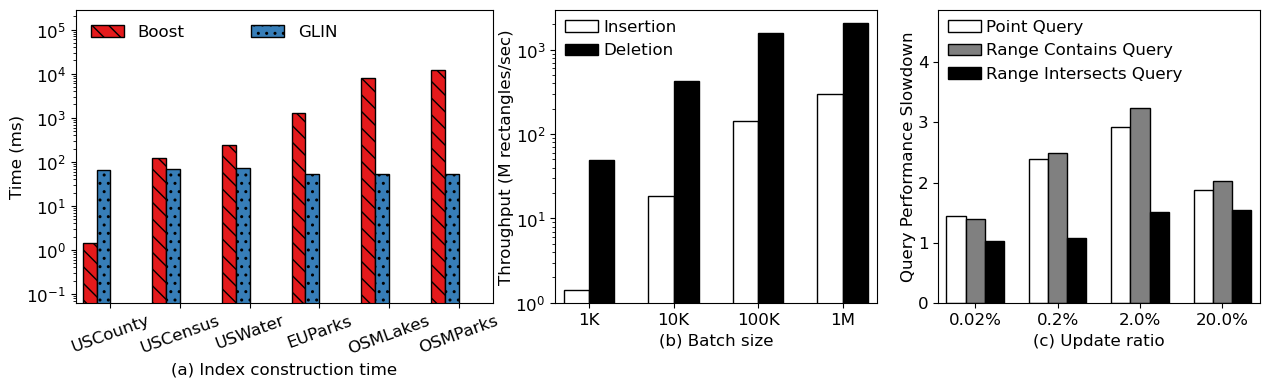 Boost
GLIN
Time (ms)
10^5
10^4
10^3
10^2
10^1
10^0
10^-1
USCounty
USCensus
USWater
EUParks
OSMLakes
OSMParks
(a) Index construction time
Insertion
Deletion
Throughput (M rectangles/sec)
10^3
10^2
10^1
10^0
1K
10K
100K
1M
(b) Batch size
Point Query
Range Contains Query
Range Intersects Query
Query Performance Slowdown
4
3
2
1
0
0.02%
0.2%
2.0%
20.0%
(c) Update ratio